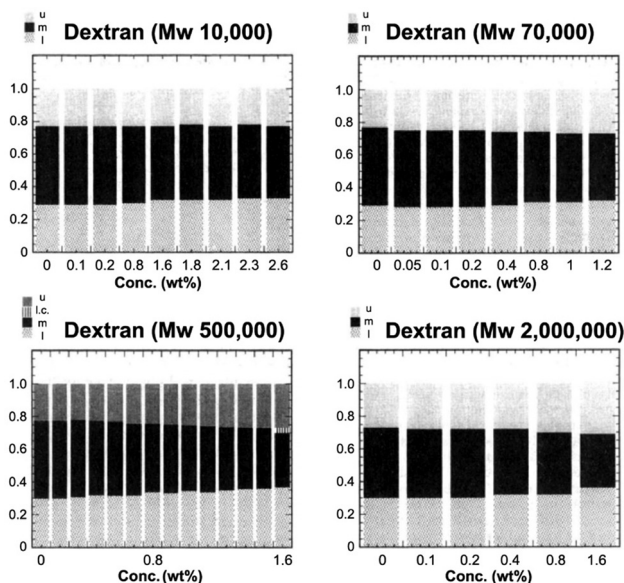 u
m
l
Dextran (Mw 10,000)
1.0
0.8
0.6
0.4
0.2
0
0 0.1 0.2 0.8 1.6 1.8 2.1 2.3 2.6
Conc. (wt%)
u
m
l
Dextran (Mw 70,000)
1.0
0.8
0.6
0.4
0.2
0
0 0.05 0.1 0.2 0.4 0.8 1 1.2
Conc. (wt%)
u
l.c.
m
l
Dextran (Mw 500,000)
1.0
0.8
0.6
0.4
0.2
0
0 0.8 1.6
Conc. (wt%)
u
m
l
Dextran (Mw 2,000,000)
1.0
0.8
0.6
0.4
0.2
0
0 0.1 0.2 0.4 0.8 1.6
Conc. (wt%)